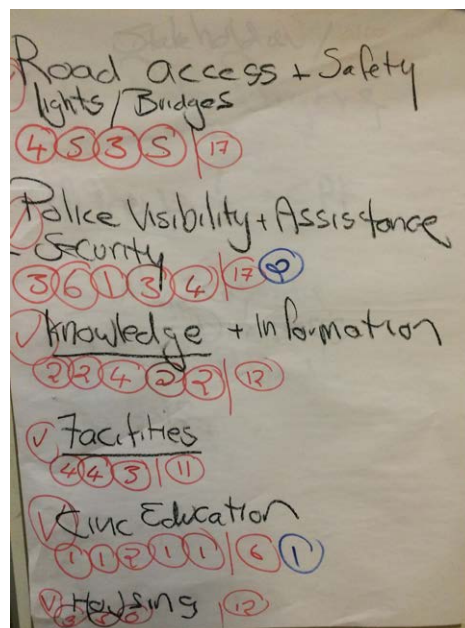 Road access + Safety
lights / Bridges
4 5 3 5 | 17
Police Visibility + Assistance
- Security
3 6 1 3 4 | 17
✓ Knowledge + Information
2 2 4 2 2 | 12
✓ Facilities
4 4 3 | 11
✓ Civic Education
1 1 2 1 1 | 6 1
✓ Housing 12